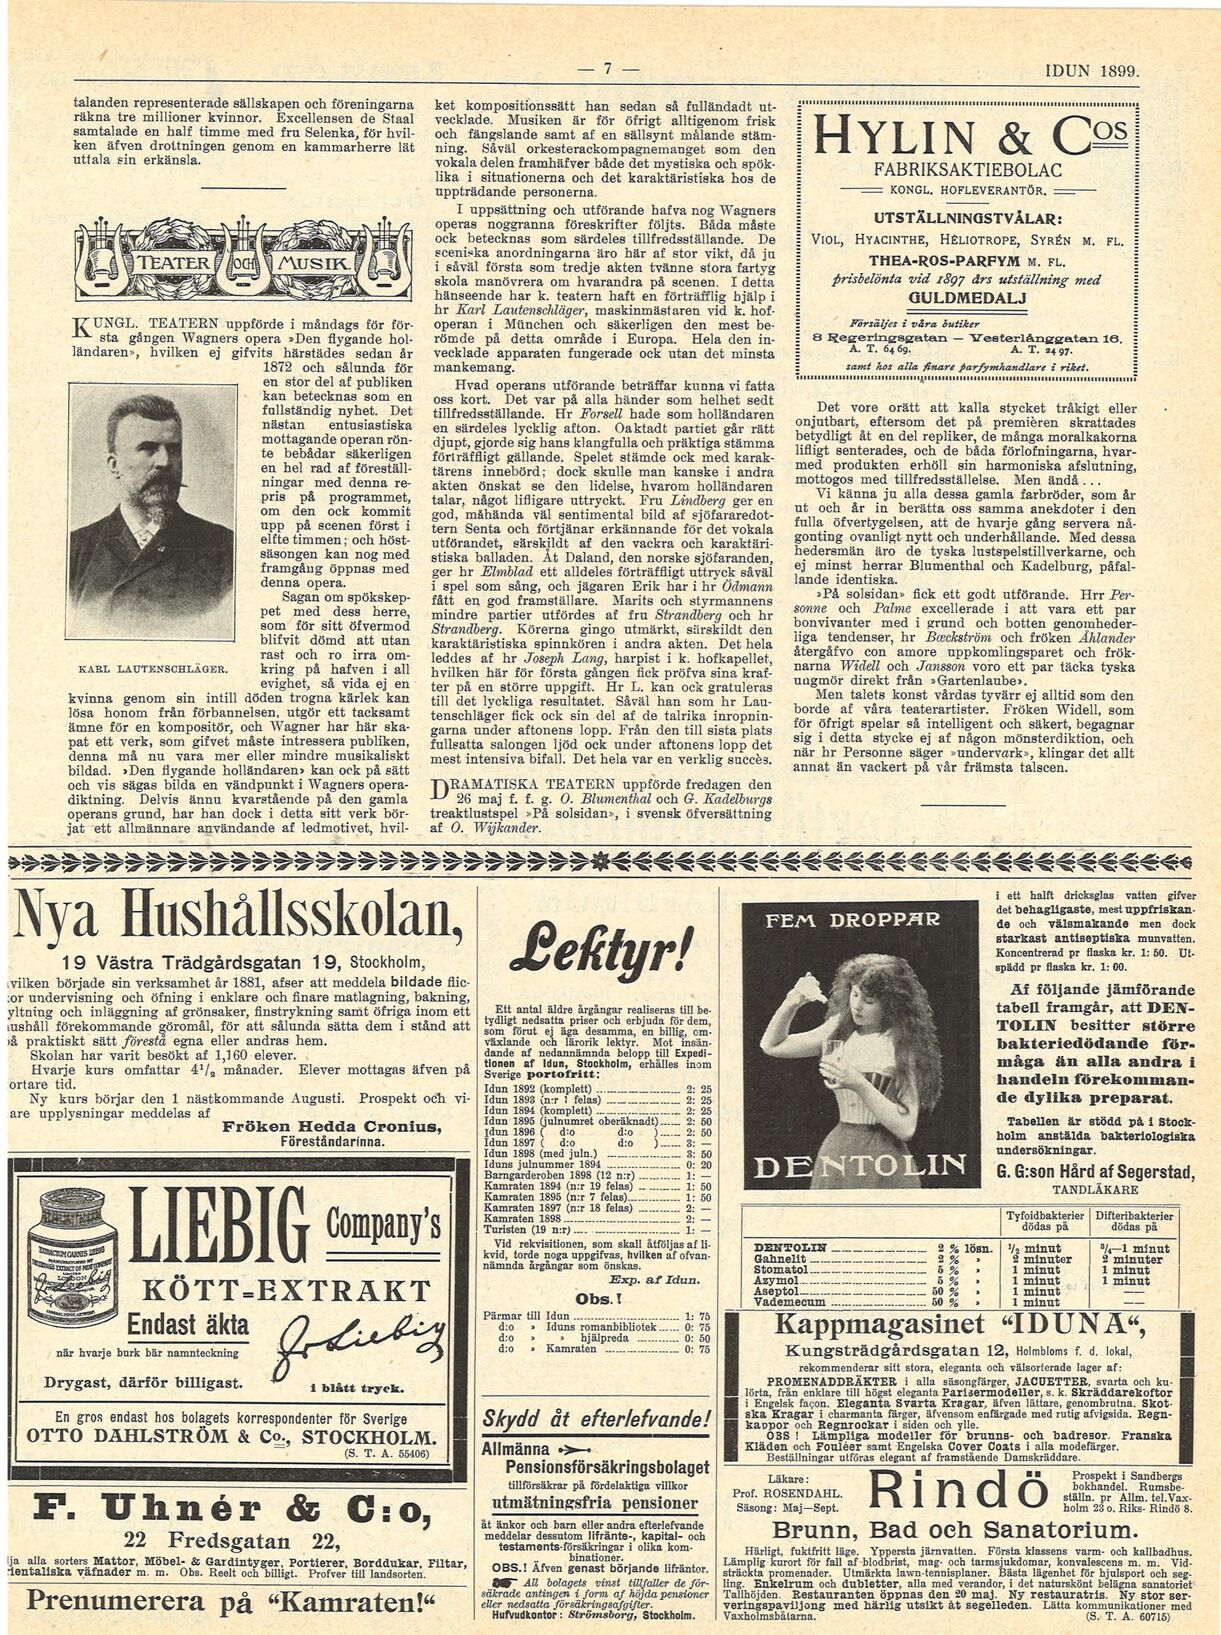 — 7 —
IDUN 1899.
talanden representerade sällskapen och föreningarna
räkna tre millioner kvinnor. Excellensen de Staal
samtalade en half timme med fru Selenka, för hvil-
ken äfven drottningen genom en kammarherre lät
uttala sin erkänsla.
TEATER OCH MUSIK.
KUNGL. TEATERN uppförde i måndags för för-
sta gången Wagners opera »Den flygande hol-
ländaren», hvilken ej gifvits härstädes sedan år
1872 och sålunda för
en stor del af publiken
kan betecknas som en
fullständig nyhet. Det
nästan entusiastiska
mottagande operan rön-
te bebådar säkerligen
en hel rad af föreställ-
ningar med denna re-
pris på programmet,
om den ock kommit
upp på scenen först i
elfte timmen; och höst-
säsongen kan nog med
framgång öppnas med
denna opera.
Sagan om spökskep-
pet med dess herre,
som för sitt öfvermod
blifvit dömd att utan
rast och ro irra om-
kring på hafven i all
evighet, så vida ej en
KARL LAUTENSCHLÄGER.
kvinna genom sin intill döden trogna kärlek kan
lösa honom från förbannelsen, utgör ett tacksamt
ämne för en kompositör, och Wagner har här ska-
pat ett verk, som gifvet måste intressera publiken,
denna må nu vara mer eller mindre musikaliskt
bildad. »Den flygande holländaren» kan ock på sätt
och vis sägas bilda en vändpunkt i Wagners opera-
diktning. Delvis ännu kvarstående på den gamla
operans grund, har han dock i detta sitt verk bör-
jat ett allmännare användande af ledmotivet, hvil-
ket kompositionssätt han sedan så fulländadt ut-
vecklade. Musiken är för öfrigt alltigenom frisk
och fängslande samt af en sällsynt målande stäm-
ning. Såväl orkesterackompagnemanget som den
vokala delen framhäfver både det mystiska och spök-
lika i situationerna och det karaktäristiska hos de
uppträdande personerna.
I uppsättning och utförande hafva nog Wagners
operas noggranna föreskrifter följts. Båda måste
ock betecknas som särdeles tillfredsställande. De
sceniska anordningarna äro här af stor vikt, då ju
i såväl första som tredje akten tvänne stora fartyg
skola manövrera om hvarandra på scenen. I detta
hänseende har k. teatern haft en förträfflig bjälp i
hr Karl Lautenschläger, maskinmästaren vid k. hof-
operan i München och säkerligen den mest be-
römde på detta område i Europa. Hela den in-
vecklade apparaten fungerade ock utan det minsta
mankemang.
Hvad operans utförande beträffar kunna vi fatta
oss kort. Det var på alla händer som helhet sedt
tillfredsställande. Hr Forsell hade som holländaren
en särdeles lycklig afton. Oaktadt partiet går rätt
djupt, gjorde sig hans klangfulla och präktiga stämma
förträffligt gällande. Spelet stämde ock med karak-
tärens innebörd; dock skulle man kanske i andra
akten önskat se den lidelse, hvarom holländaren
talar, något lifligare uttryckt. Fru Lindberg ger en
god, måhända väl sentimental bild af sjöfararedot-
tern Senta och förtjänar erkännande för det vokala
utförandet, särskildt af den vackra och karaktäri-
stiska balladen. Åt Daland, den norske sjöfaranden,
ger hr Elmblad ett alldeles förträffligt uttryck såväl
i spel som sång, och jägaren Erik har i hr Ödmann
fått en god framställare. Marits och styrmannens
mindre partier utfördes af fru Strandberg och hr
Strandberg. Körerna gingo utmärkt, särskildt den
karaktäristiska spinnkören i andra akten. Det hela
leddes af hr Joseph Lang, harpist i k. hofkapellet,
hvilken här för första gången fick pröfva sina kraf-
ter på en större uppgift. Hr L. kan ock gratuleras
till det lyckliga resultatet. Såväl han som hr Lau-
tenschläger fick ock sin del af de talrika inropnin-
garna under aftonens lopp. Från den till sista plats
fullsatta salongen ljöd ock under aftonens lopp det
mest intensiva bifall. Det hela var en verklig succès.
DRAMATISKA TEATERN uppförde fredagen den
26 maj f. f. g. O. Blumenthal och G. Kadelburgs
treaktlustspel »På solsidan», i svensk öfversättning
af O. Wijkander.
HYLIN & Cos
FABRIKSAKTIEBOLAG
KONGL. HOFLEVERANTÖR.
UTSTÄLLNINGSTVÅLAR:
VIOL, HYACINTHE, HÉLIOTROPE, SYRÉN M. FL.
THEA-ROS-PARFYM M. FL.
prisbelönta vid 1897 års utställning med
GULDMEDALJ
Försäljes i våra butiker
8 Regeringsgatan — Vesterlånggatan 16.
A. T. 64 69. A. T. 24 97.
samt hos alla finare parfymhandlare i riket.
Det vore orätt att kalla stycket tråkigt eller
onjutbart, eftersom det på premièren skrattades
betydligt åt en del repliker, de många moralkakorna
lifligt senterades, och de båda förlofningarna, hvar-
med produkten erhöll sin harmoniska afslutning,
mottogos med tillfredsställelse. Men ändå . . .
Vi känna ju alla dessa gamla farbröder, som år
ut och år in berätta oss samma anekdoter i den
fulla öfvertygelsen, att de hvarje gång servera nå-
gonting ovanligt nytt och underhållande. Med dessa
hedersmän äro de tyska lustspelstillverkarne, och
ej minst herrar Blumenthal och Kadelburg, påfal-
lande identiska.
»På solsidan» fick ett godt utförande. Hrr Per-
sonne och Palme excellerade i att vara ett par
bonvivanter med i grund och botten genomheder-
liga tendenser, hr Bæckström och fröken Åhlander
återgåfvo con amore uppkomlingsparet och frök-
narna Widell och Jansson voro ett par täcka tyska
ungmör direkt från »Gartenlaube».
Men talets konst vårdas tyvärr ej alltid som den
borde af våra teaterartister. Fröken Widell, som
för öfrigt spelar så intelligent och säkert, begagnar
sig i detta stycke ej af någon mönsterdiktion, och
när hr Personne säger »undervark», klingar det allt
annat än vackert på vår främsta talscen.
Nya Hushållsskolan,
19 Västra Trädgårdsgatan 19, Stockholm,
vilken började sin verksamhet år 1881, afser att meddela bildade flic-
or undervisning och öfning i enklare och finare matlagning, bakning,
yltning och inläggning af grönsaker, finstrykning samt öfriga inom ett
ushåll förekommande göromål, för att sålunda sätta dem i stånd att
å praktiskt sätt förestå egna eller andras hem.
Skolan har varit besökt af 1,160 elever.
Hvarje kurs omfattar 4 1/2 månader. Elever mottagas äfven på
ortare tid.
Ny kurs börjar den 1 nästkommande Augusti. Prospekt och vi-
are upplysningar meddelas af
Fröken Hedda Cronius,
Föreståndarinna.
LIEBIG Company's
KÖTT-EXTRAKT
Endast äkta
när hvarje burk bär namnteckning
Drygast, därför billigast.
J v Liebig
i blått tryck.
En gros endast hos bolagets korrespondenter för Sverige
OTTO DAHLSTRÖM & Co., STOCKHOLM.
(S. T. A. 55406)
F. Uhnér & C:o,
22 Fredsgatan 22,
ja alla sorters Mattor, Möbel- & Gardintyger, Portierer, Borddukar, Filtar,
ientaliska väfnader m. m. Obs. Reelt och billigt. Profver till landsorten.
Prenumerera på “Kamraten!“
Lektyr!
Ett antal äldre årgångar realiseras till be-
tydligt nedsatta priser och erbjuda för dem,
som förut ej äga desamma, en billig, om-
växlande och lärorik lektyr. Mot insän-
dande af nedannämnda belopp till Expedi-
tionen af Idun, Stockholm, erhålles inom
Sverige portofritt:
Idun 1892 (komplett) 2: 25
Idun 1893 (n:r 1 felas) 2: 25
Idun 1894 (komplett) 2: 25
Idun 1895 (julnumret oberäknadt) 2: 50
Idun 1896 ( d:o d:o ) 2: 50
Idun 1897 ( d:o d:o ) 3: —
Idun 1898 (med juln.) 3: 50
Iduns julnummer 1894 0: 20
Barngarderoben 1898 (12 n:r) 1: —
Kamraten 1894 (n:r 19 felas) 1: 50
Kamraten 1895 (n:r 7 felas) 1: 50
Kamraten 1897 (n:r 18 felas) 2: —
Kamraten 1898 2: —
Turisten (19 n:r) 1: —
Vid rekvisitionen, som skall åtföljas af li-
kvid, torde noga uppgifvas, hvilken af ofvan-
nämnda årgångar som önskas.
Exp. af Idun.
Obs.!
Pärmar till Idun 1: 75
d:o » Iduns romanbibliotek 0: 75
d:o » » hjälpreda 0: 50
d:o » Kamraten 0: 75
Skydd åt efterlefvande!
Allmänna
Pensionsförsäkringsbolaget
tillförsäkrar på fördelaktiga villkor
utmätningsfria pensioner
åt änkor och barn eller andra efterlefvande
meddelar dessutom lifränte-, kapital- och
testaments-försäkringar i olika kom-
binationer.
OBS.! Äfven genast börjande lifräntor.
All bolagets vinst tillfaller de för-
säkrade antingen i form af höjda pensioner
eller nedsatta försäkringsafgifter.
Hufvudkontor: Strömsborg, Stockholm.
FEM DROPPAR
DENTOLIN
i ett halft dricksglas vatten gifver
det behagligaste, mest uppfriskan-
de och välsmakande men dock
starkast antiseptiska munvatten.
Koncentrerad pr flaska kr. 1: 50. Ut-
spädd pr flaska kr. 1: 00.
Af följande jämförande
tabell framgår, att DEN-
TOLIN besitter större
bakteriedödande för-
måga än alla andra i
handeln förekomman-
de dylika preparat.
Tabellen är stödd på i Stock-
holm anstälda bakteriologiska
undersökningar.
G. G:son Hård af Segerstad,
TANDLÄKARE
Tyfoidbakterier dödas på | Difteribakterier dödas på
DENTOLIN 2 % lösn. 1/2 minut 3/4—1 minut
Gahnelit 2 % » 2 minuter 2 minuter
Stomatol 5 % » 1 minut 1 minut
Azymol 5 % » 1 minut 1 minut
Aseptol 50 % » 1 minut ——
Vademecum 50 % » 1 minut ——
Kappmagasinet “IDUNA“,
Kungsträdgårdsgatan 12, Holmbloms f. d. lokal,
rekommenderar sitt stora, eleganta och välsorterade lager af:
PROMENADDRÄKTER i alla säsongfärger, JACUETTER, svarta och ku-
lörta, från enklare till högst eleganta Parisermodeller, s. k. Skräddarekoftor
i Engelsk façon. Eleganta Svarta Kragar, äfven lättare, genombrutna. Skot-
ska Kragar i charmanta färger, äfvensom enfärgade med rutig afvigsida. Regn-
kappor och Regnrockar i siden och ylle.
OBS ! Lämpliga modeller för brunns- och badresor. Franska
Kläden och Fouléer samt Engelska Cover Coats i alla modefärger.
Beställningar utföras elegant af framstående Damskräddare.
Läkare:
Prof. ROSENDAHL.
Säsong: Maj—Sept.
Rindö
Prospekt i Sandbergs
bokhandel. Rumsbe-
ställn. pr Allm. tel. Vax-
holm 23 o. Riks- Rindö 8.
Brunn, Bad och Sanatorium.
Härligt, fuktfritt läge. Yppersta järnvatten. Första klassens varm- och kallbadhus.
Lämplig kurort för fall af blodbrist, mag- och tarmsjukdomar, konvalescens m. m. Vid-
sträckta promenader. Utmärkta lawn-tennisplaner. Bästa lägenhet för hjulsport och seg-
ling. Enkelrum och dubletter, alla med verandor, i det naturskönt belägna sanatoriet
Tallhöjden. Restauranten öppnas den 20 maj. Ny restauratris. Ny stor ser-
veringspaviljong med härlig utsikt åt segelleden. Lätta kommunikationer med
Vaxholmsbåtarna. (S. T. A. 60715)